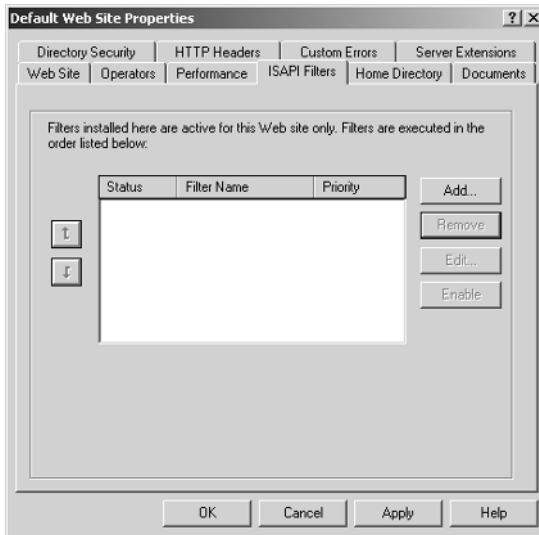 Default Web Site Properties
Directory Security HTTP Headers Custom Errors Server Extensions
Web Site Operators Performance ISAPI Filters Home Directory Documents
Filters installed here are active for this Web site only. Filters are executed in the
order listed below:
Status Filter Name Priority
Add...
Remove
Edit...
Enable
OK Cancel Apply Help